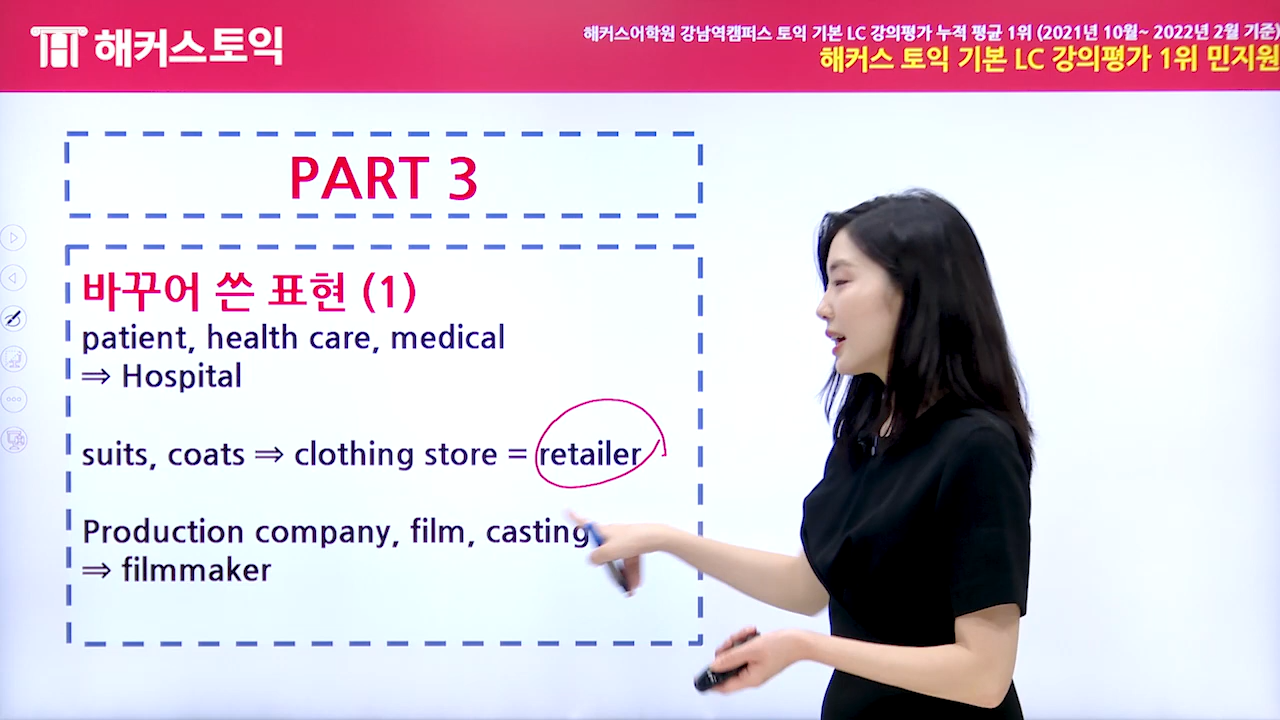 해커스토익
해커스어학원 강남역캠퍼스 토익 기본 LC 강의평가 누적 평균 1위 (2021년 10월~ 2022년 2월 기준)
해커스 토익 기본 LC 강의평가 1위 민지원
PART 3
바꾸어 쓴 표현 (1)
patient, health care, medical
⇒ Hospital
suits, coats ⇒ clothing store = retailer
Production company, film, casting
⇒ filmmaker